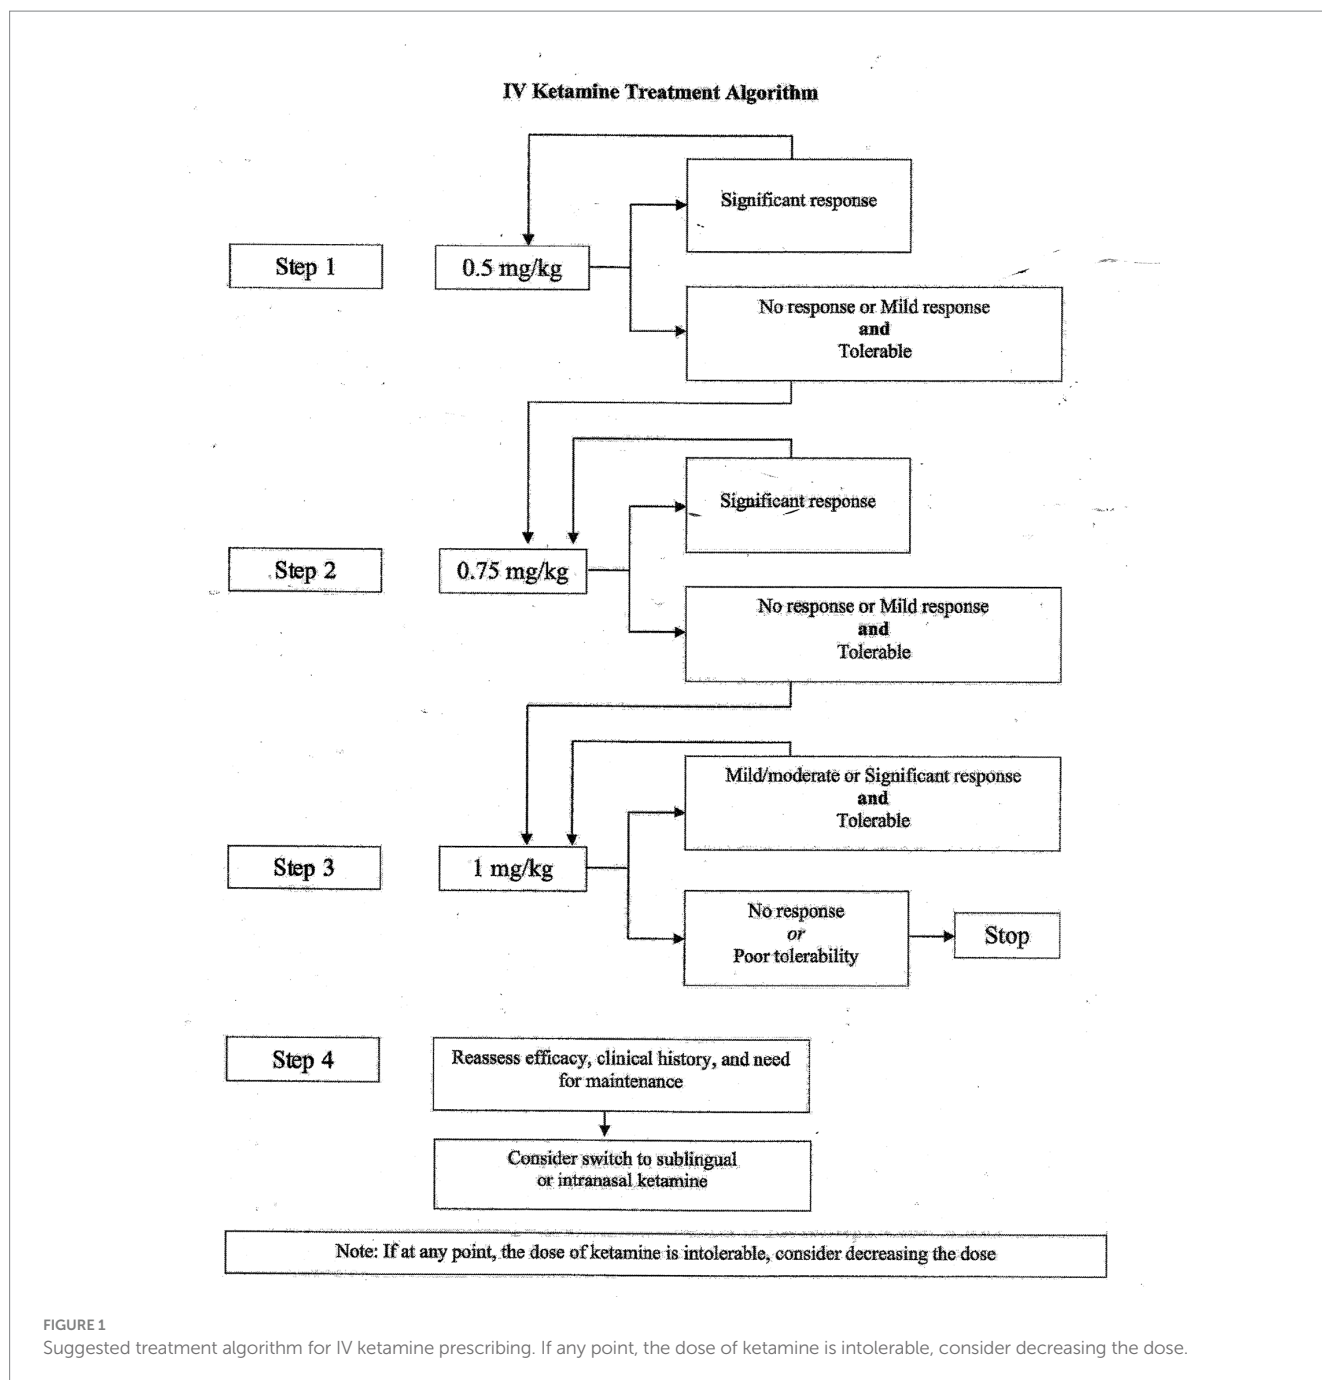 IV Ketamine Treatment Algorithm
Significant response
Step 1
0.5 mg/kg
No response or Mild response
and
Tolerable
Significant response
Step 2
0.75 mg/kg
No response or Mild response
and
Tolerable
Mild/moderate or Significant response
and
Tolerable
Step 3
1 mg/kg
No response
or
Poor tolerability
Stop
Step 4
Reassess efficacy, clinical history, and need
for maintenance
Consider switch to sublingual
or intranasal ketamine
Note: If at any point, the dose of ketamine is intolerable, consider decreasing the dose
FIGURE 1
Suggested treatment algorithm for IV ketamine prescribing. If any point, the dose of ketamine is intolerable, consider decreasing the dose.